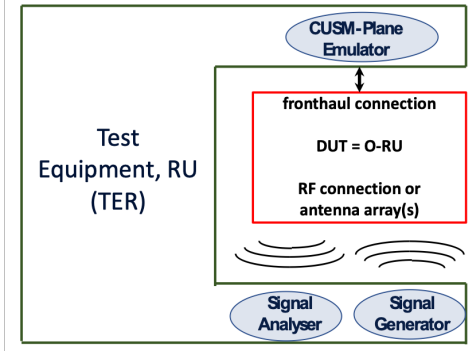 CUSM-Plane
Emulator
fronthaul connection
DUT = O-RU
RF connection or
antenna array(s)
Test
Equipment, RU
(TER)
Signal
Analyser
Signal
Generator